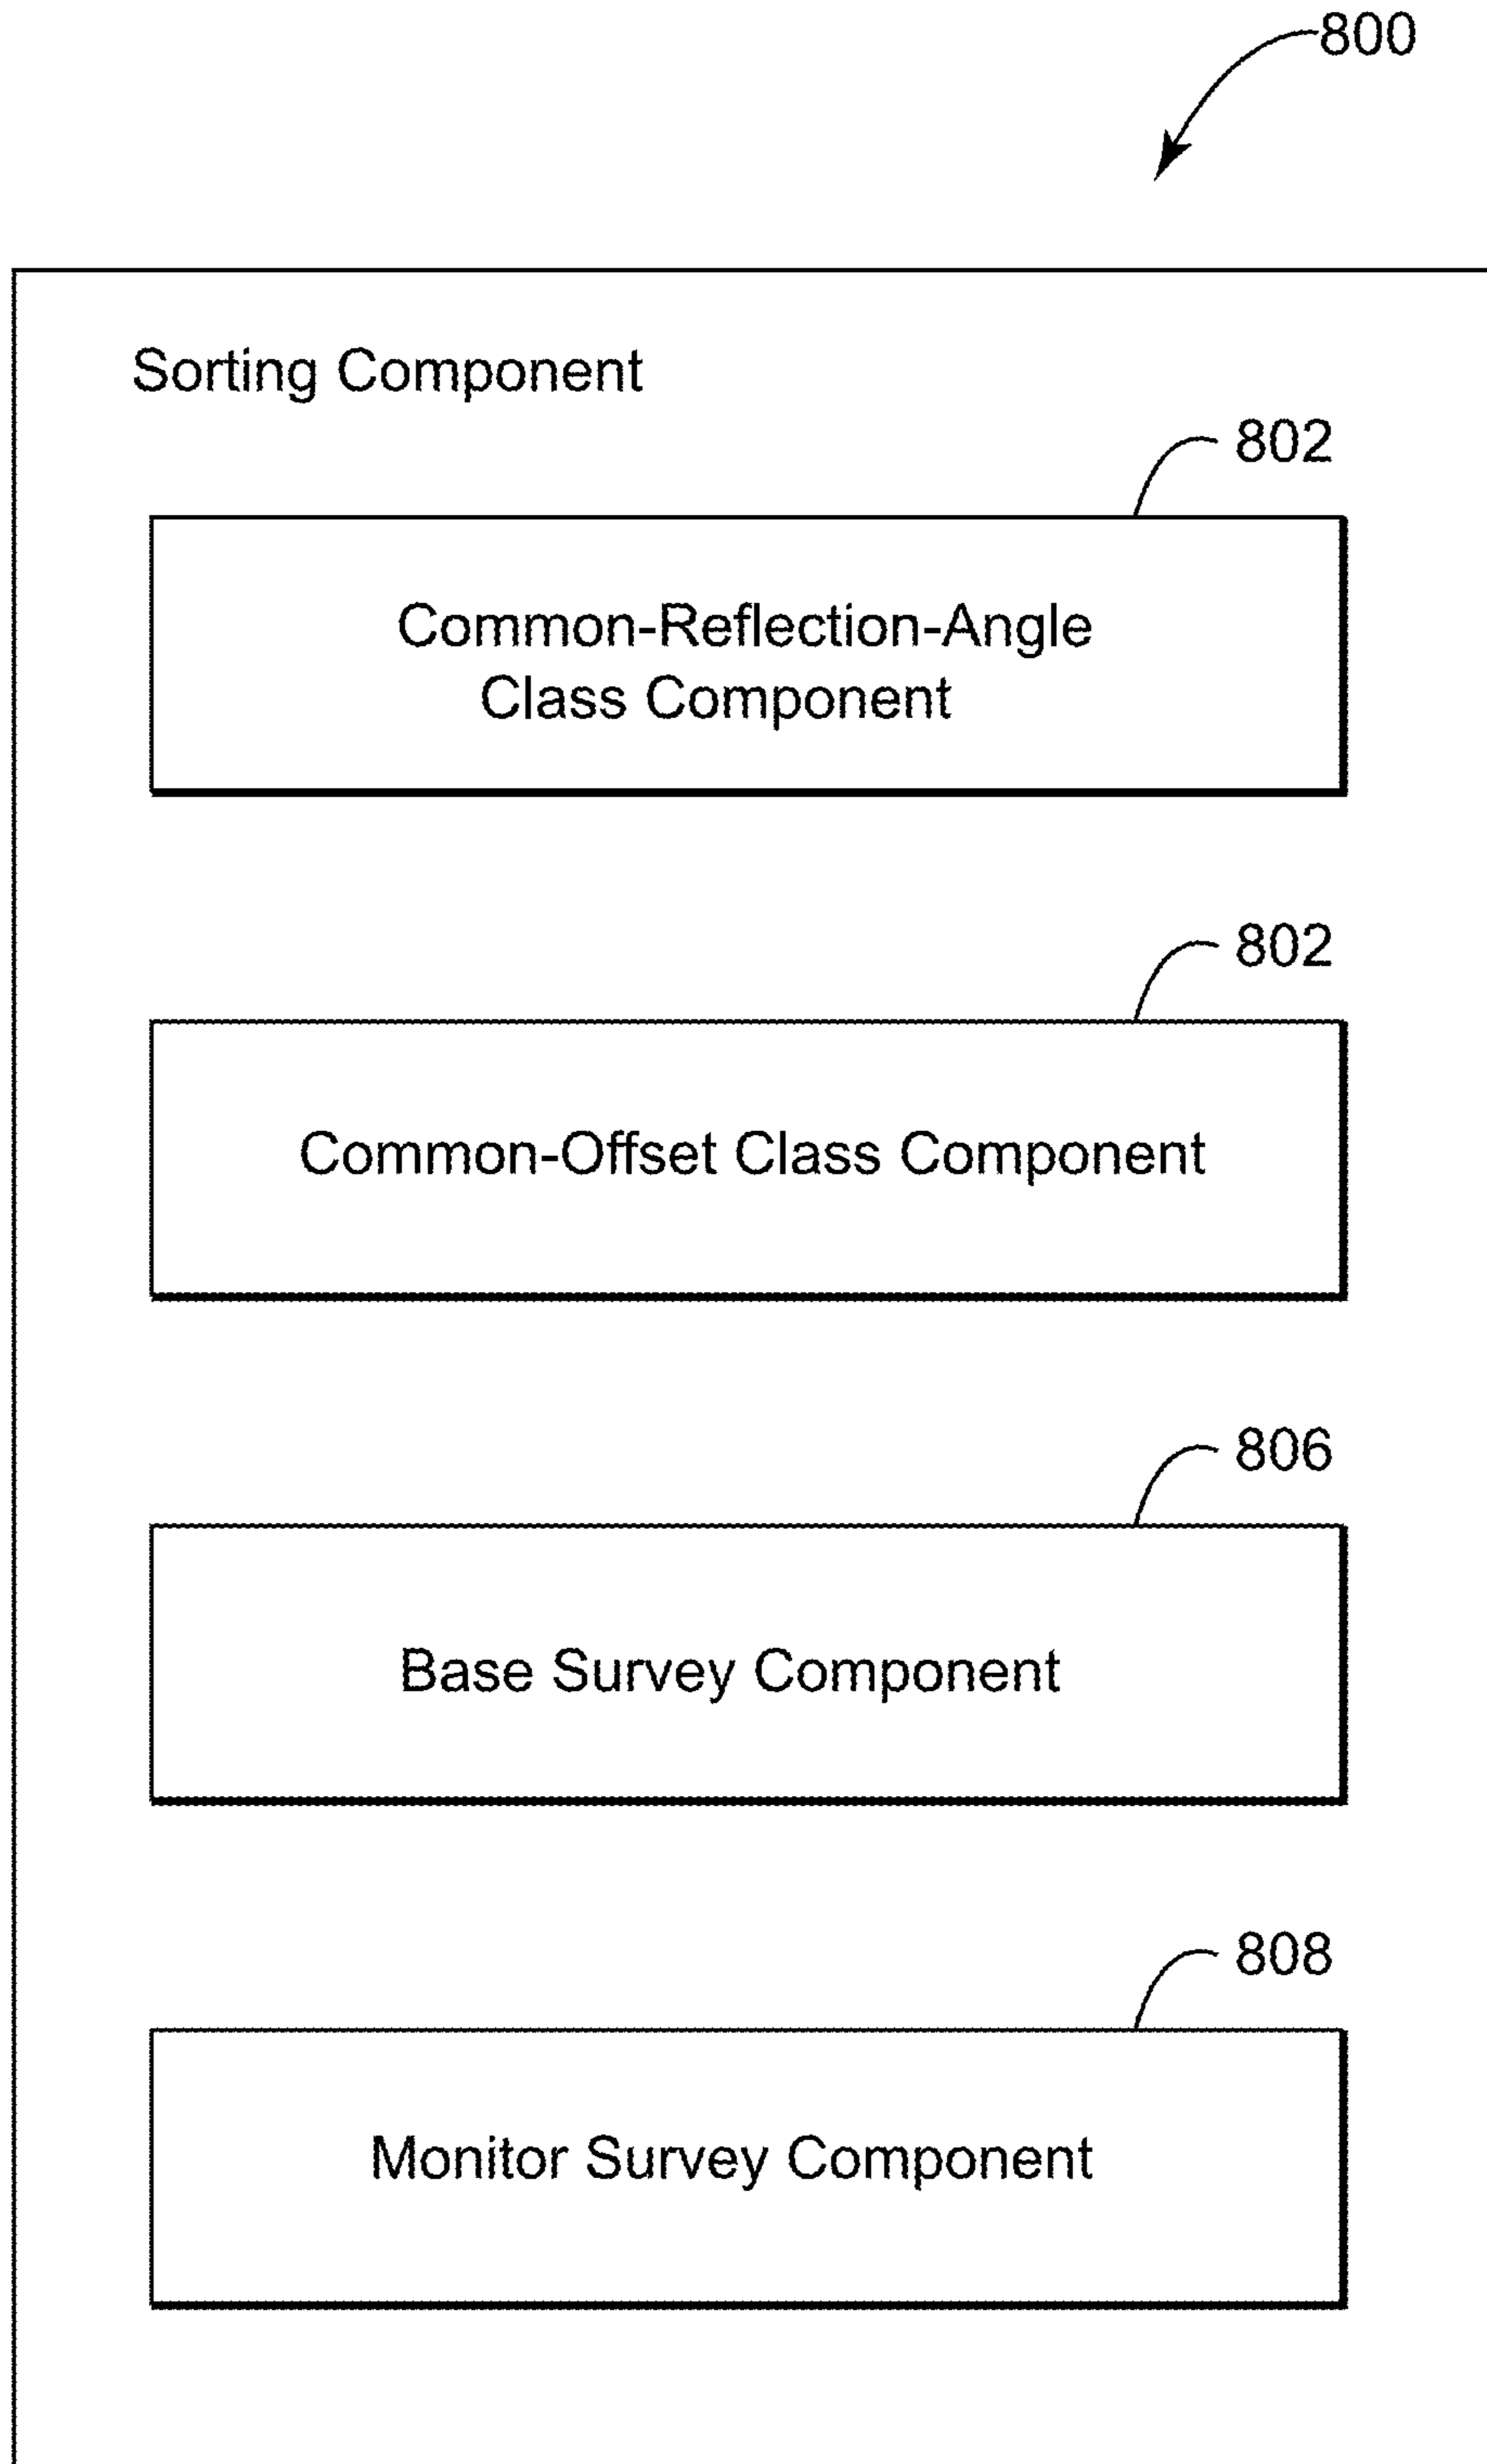 800
Sorting Component
802
Common-Reflection-Angle
Class Component
802
Common-Offset Class Component
806
Base Survey Component
808
Monitor Survey Component